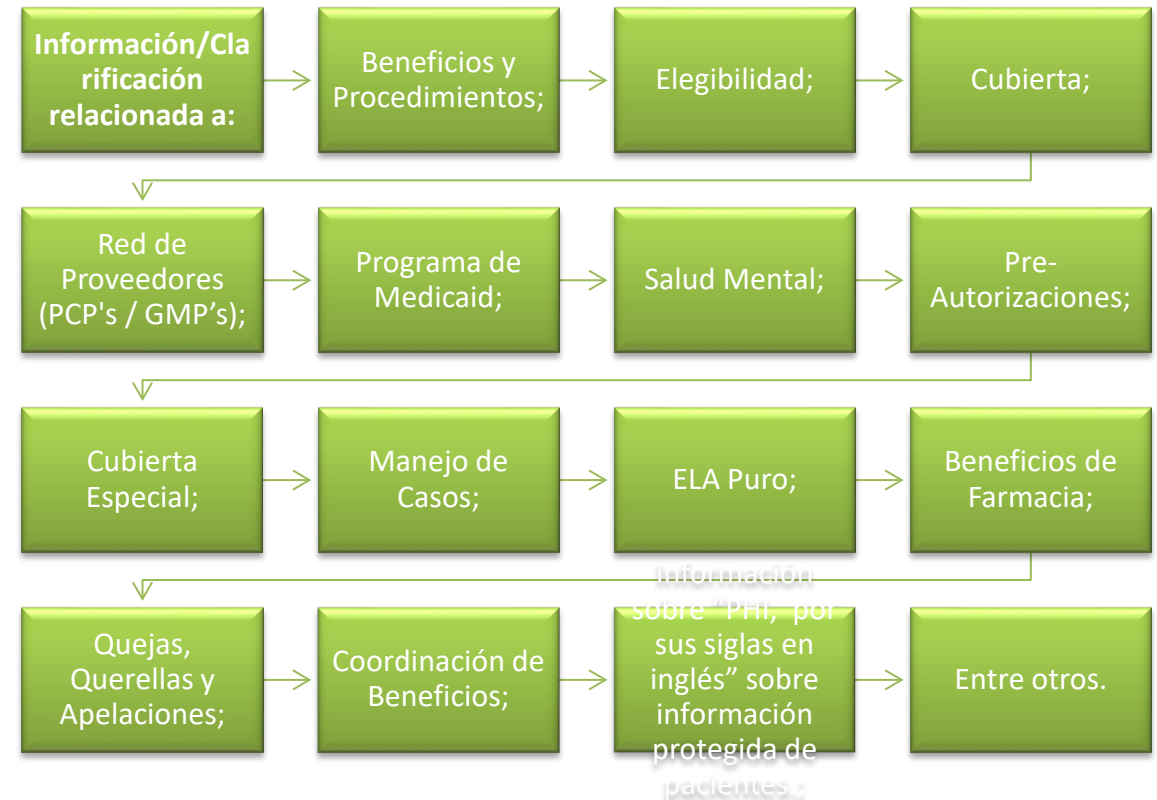 Información/Cla
rificación
relacionada a:
Beneficios y
Procedimientos;
Elegibilidad;
Cubierta;
Red de
Proveedores
(PCP's / GMP’s);
Programa de
Medicaid;
Salud Mental;
Pre-
Autorizaciones;
Cubierta
Especial;
Manejo de
Casos;
ELA Puro;
Beneficios de
Farmacia;
Quejas,
Querellas y
Apelaciones;
Coordinación de
Beneficios;
Información
sobre “PHI, por
sus siglas en
inglés” sobre
información
protegida de
pacientes.;
Entre otros.